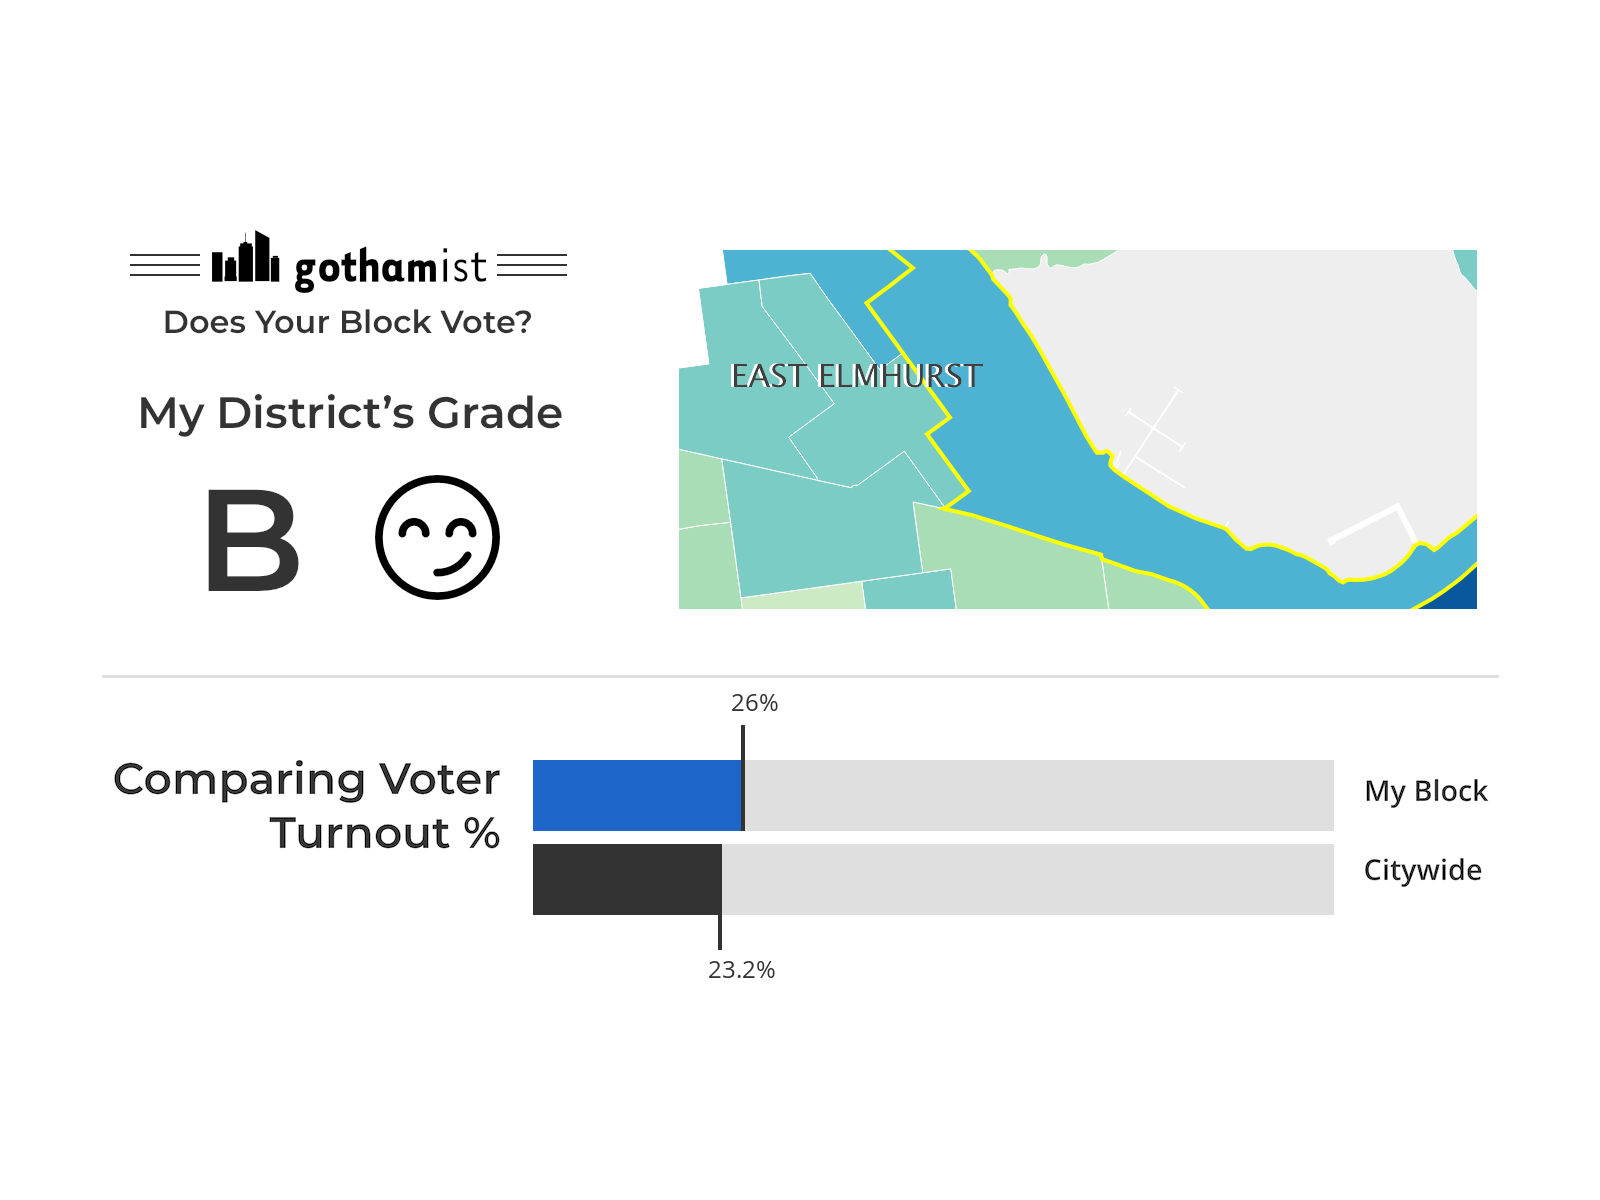 gothamist
Does Your Block Vote?
My District’s Grade
B
EAST ELMHURST
26%
Comparing Voter
Turnout %
My Block
Citywide
23.2%